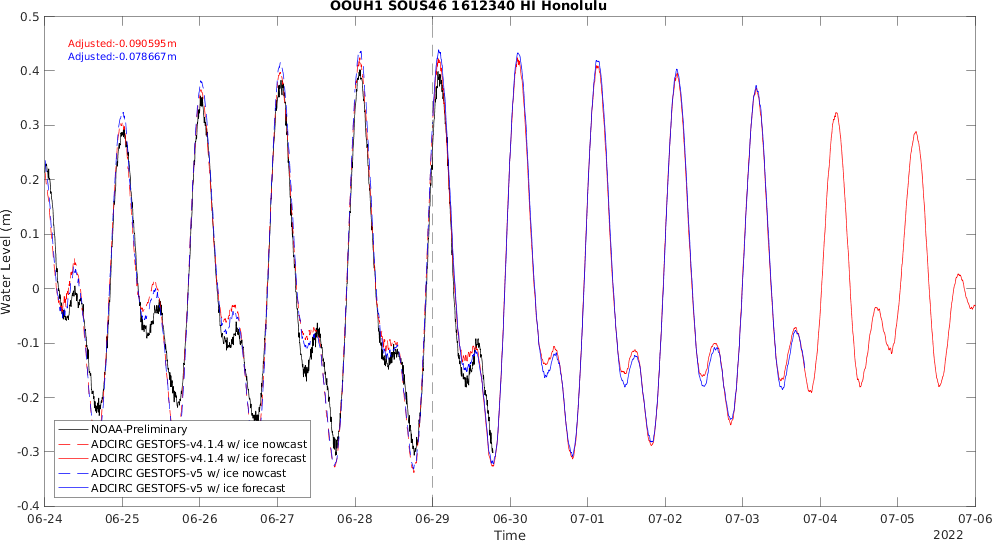 OOUH1 SOUS46 1612340 HI Honolulu
Adjusted:-0.090595m
Adjusted:-0.078667m
0.5
0.4
0.3
0.2
0.1
0
-0.1
-0.2
-0.3
-0.4
Water Level (m)
NOAA-Preliminary
ADCIRC GESTOFS-v4.1.4 w/ ice nowcast
ADCIRC GESTOFS-v4.1.4 w/ ice forecast
ADCIRC GESTOFS-v5 w/ ice nowcast
ADCIRC GESTOFS-v5 w/ ice forecast
06-24 06-25 06-26 06-27 06-28 06-29 06-30 07-01 07-02 07-03 07-04 07-05 07-06
Time
2022